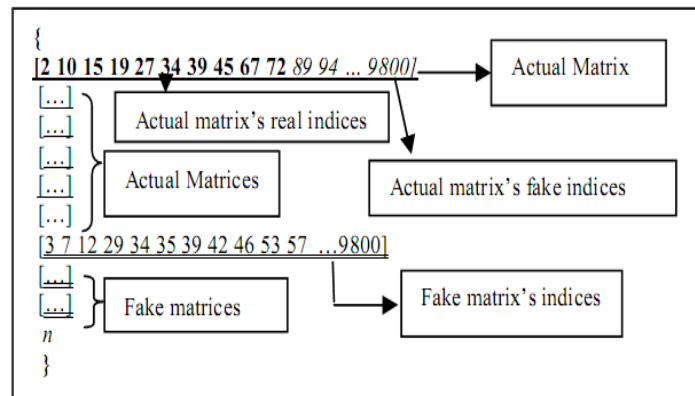 {
[2 10 15 19 27 34 39 45 67 72 89 94 ... 9800]
Actual Matrix
[...]
Actual matrix's real indices
[...]
[...]
Actual Matrices
Actual matrix's fake indices
[...]
[...]
[3 7 12 29 34 35 39 42 46 53 57 ...9800]
[...]
Fake matrices
Fake matrix's indices
[...]
n
}